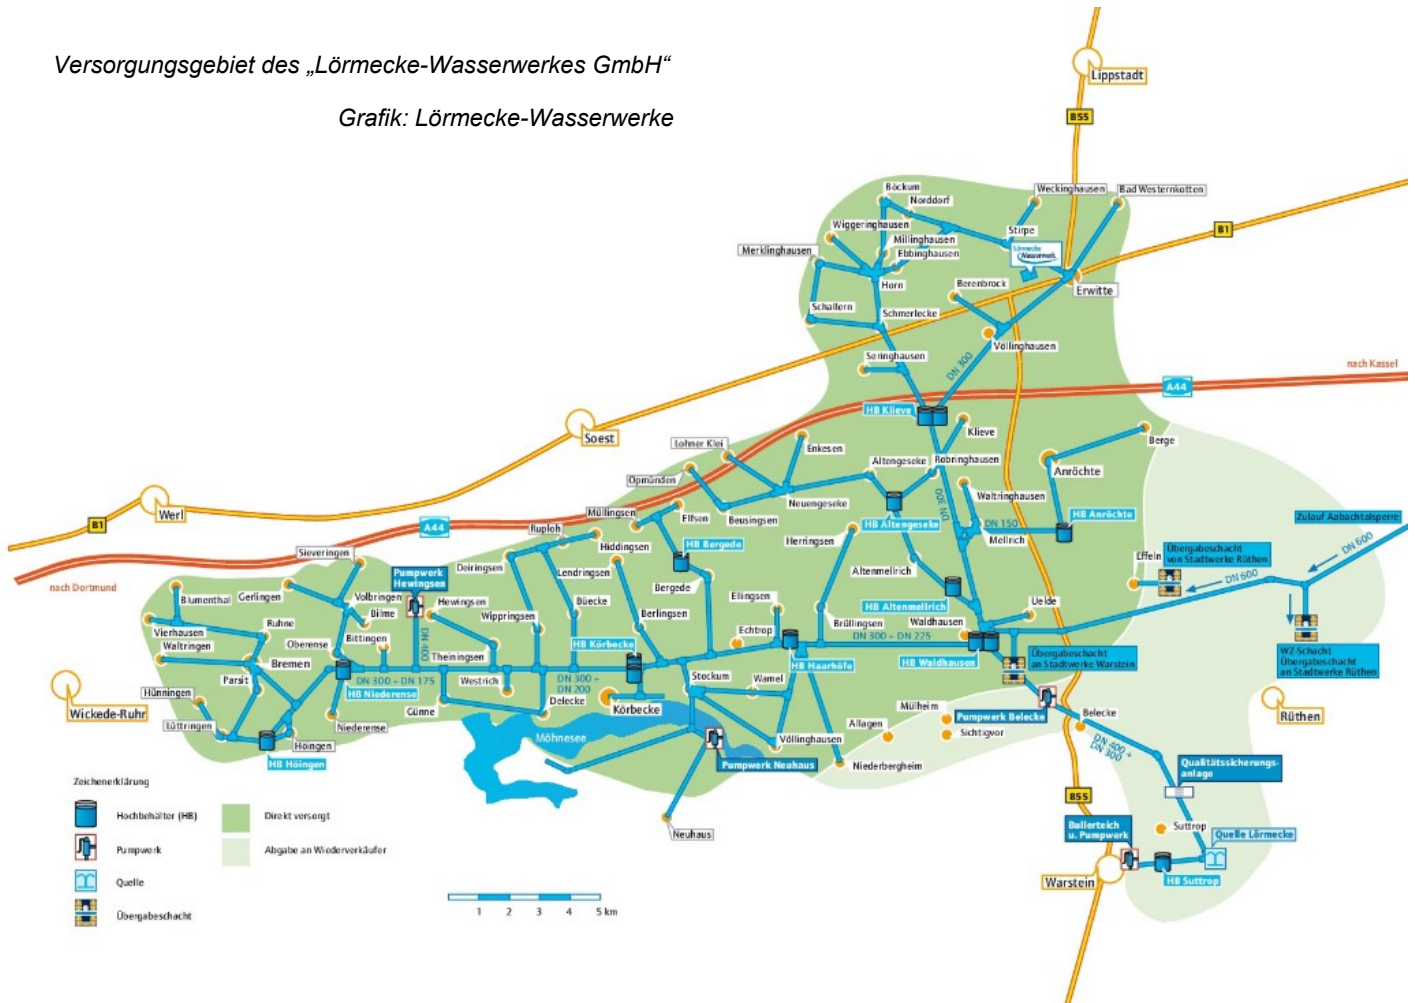 Versorgungsgebiet des „Lörmecke-Wasserwerkes GmbH“
Grafik: Lörmecke-Wasserwerke
Lippstadt
B55
Böckum
Norddorf
Weckinghausen
Bad Westernkotten
Wiggeringhausen
Millinghausen
Stirpe
B1
Merklinghausen
Ebbinghausen
Lörmecke
Wasserwerk
Horn
Berenbrock
Erwitte
Schallern
Schmerlecke
Völlinghausen
Seringhausen
DN 300
nach Kassel
A44
HB Klieve
Soest
Lohner Klei
Enkesen
Klieve
Berge
Altengeseke
Robringhausen
Anröchte
Opmünden
Werl
B1
A44
Müllingsen
Elfsen
Beusingsen
Neuengeseke
DN 300
Waltringhausen
HB Anröchte
Zulauf Aabachtalsperre
Ruploh
HB Altengeseke
DN 150
Mellrich
DN 600
Sieveringen
Hiddingsen
HB Bergede
Herringsen
Effeln
Übergabeschacht
von Stadtwerke Rüthen
nach Dortmund
Pumpwerk
Hewingsen
Deiringsen
Lendringsen
Bergede
Altenmellrich
DN 600
Blumenthal
Gerlingen
Volbringen
Hewingsen
Büecke
Ellingsen
HB Altenmellrich
Uelde
Vierhausen
Ruhne
Bilme
Wippringsen
Berlingsen
Brüllingsen
Waldhausen
Waltringen
Oberense
Bittingen
DN 400
Theiningsen
HB Körbecke
Echtrop
DN 300 + DN 225
Bremen
HB Haarhöfe
HB Waldhausen
Übergabeschacht
an Stadtwerke Warstein
WZ-Schacht
Übergabeschacht
an Stadtwerke Rüthen
Parsit
HB Niederense
DN 300 + DN 175
Westrich
DN 300 +
DN 200
Stockum
Wamel
Hünningen
Wickede-Ruhr
Günne
Delecke
Körbecke
Mülheim
Pumpwerk Belecke
Belecke
Rüthen
Lüttringen
Niederense
Allagen
Sichtigvor
Höingen
Möhnesee
Völlinghausen
DN 400 +
DN 300
HB Höingen
Pumpwerk Neuhaus
Niederbergheim
Qualitätssicherungs-
anlage
Zeichenerklärung
B55
Hochbehälter (HB)
Direkt versorgt
Neuhaus
Bullerteich
u. Pumpwerk
Suttrop
Quelle Lörmecke
Pumpwerk
Abgabe an Wiederverkäufer
Quelle
Warstein
HB Suttrop
Übergabeschacht
1 2 3 4 5 km